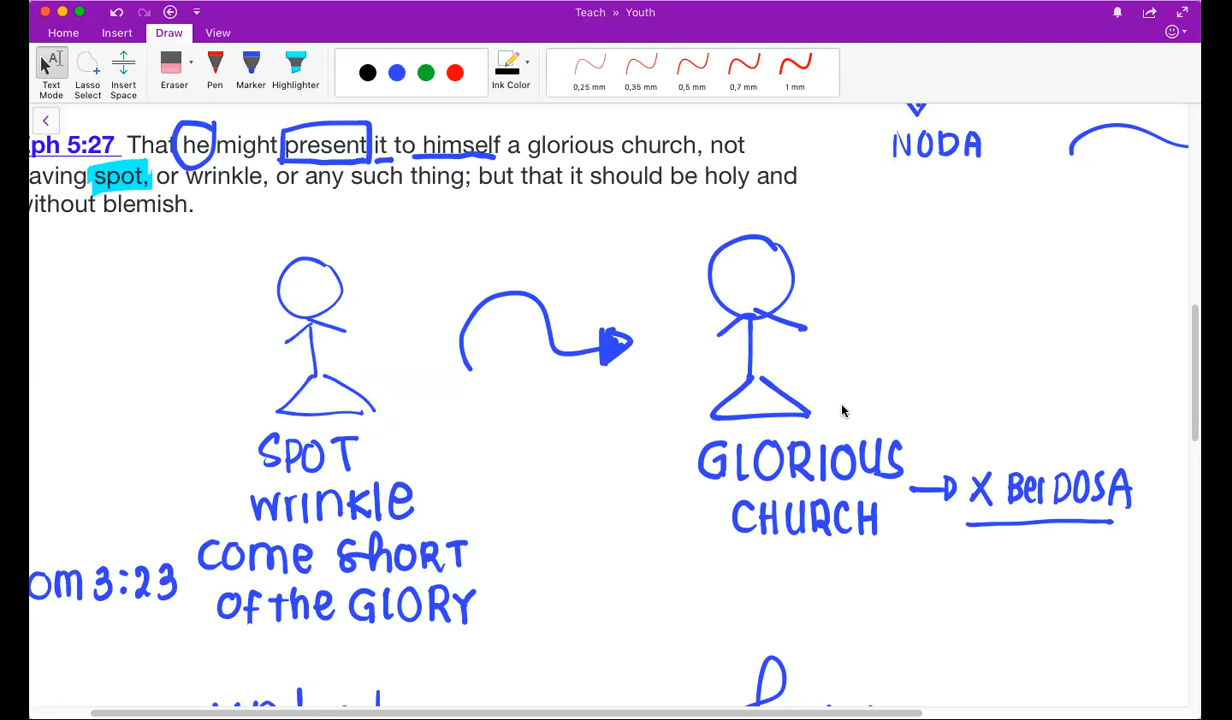 Teach » Youth
Home Insert Draw View
Text Mode
Lasso Select
Insert Space
Eraser
Pen
Marker
Highlighter
Ink Color
0,25 mm 0,35 mm 0,5 mm 0,7 mm 1 mm
ph 5:27 That he might present it to himself a glorious church, not
aving spot, or wrinkle, or any such thing; but that it should be holy and
ithout blemish.
NODA
SPOT
wrinkle
come short
of the GLORY
om 3:23
GLORIOUS
CHURCH
X BerDOSA